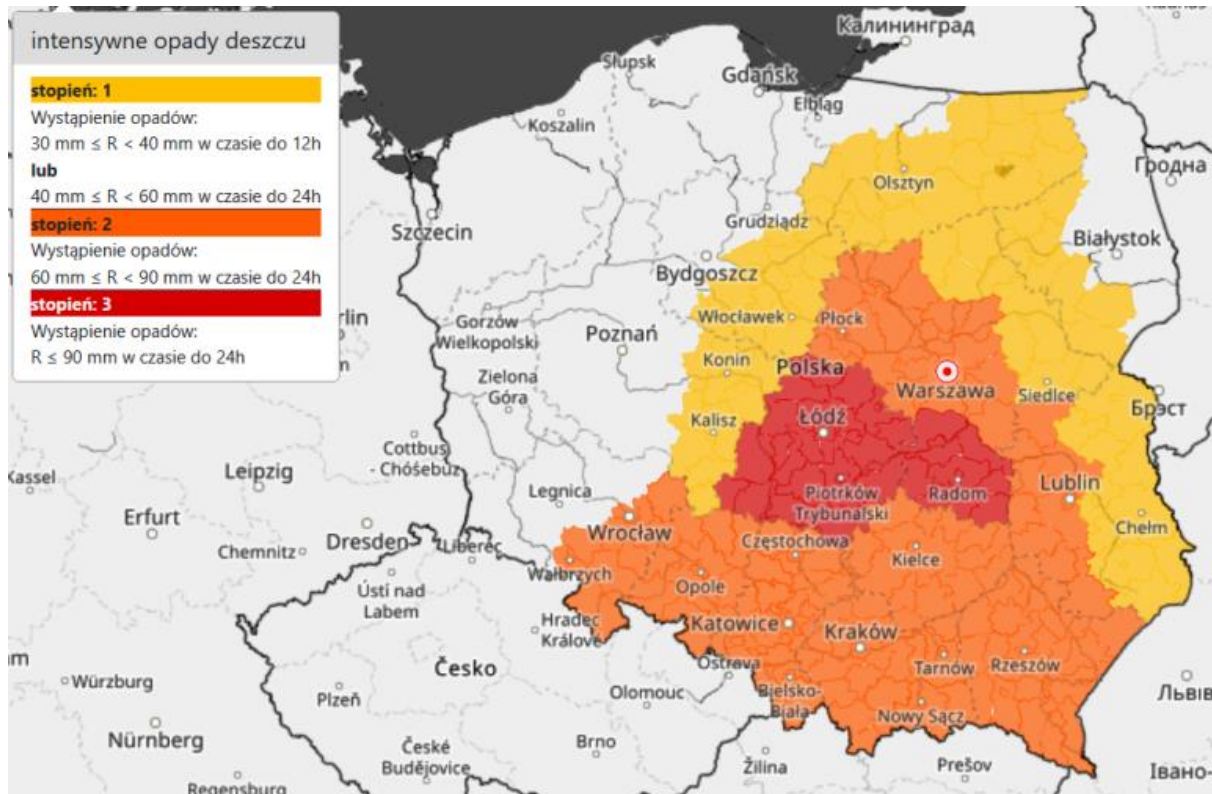 intensywne opady deszczu
stopień: 1
Wystąpienie opadów:
30 mm ≤ R < 40 mm w czasie do 12h
lub
40 mm ≤ R < 60 mm w czasie do 24h
stopień: 2
Wystąpienie opadów:
60 mm ≤ R < 90 mm w czasie do 24h
stopień: 3
Wystąpienie opadów:
R ≤ 90 mm w czasie do 24h
Калининград
Słupsk
Gdańsk
Elbląg
Koszalin
Гродна
Olsztyn
Grudziądz
Szczecin
Białystok
Bydgoszcz
Włocławek
Płock
Gorzów
Wielkopolski
Poznań
Konin
Polska
Warszawa
Siedlce
Zielona
Góra
Брэст
Kalisz
Łódź
Cottbus
- Chóśebuz
Leipzig
Legnica
Piotrków
Trybunalski
Radom
Lublin
Erfurt
Wrocław
Chełm
Chemnitz
Dresden
Liberec
Częstochowa
Kielce
Wałbrzych
Opole
Ústí nad
Labem
Hradec
Králové
Katowice
Kraków
Česko
Ostrava
Tarnów
Rzeszów
Würzburg
Plzeň
Olomouc
Bielsko-
Biała
Nowy Sącz
Львів
Nürnberg
České
Budějovice
Brno
Žilina
Prešov
Івано-
Regensburg